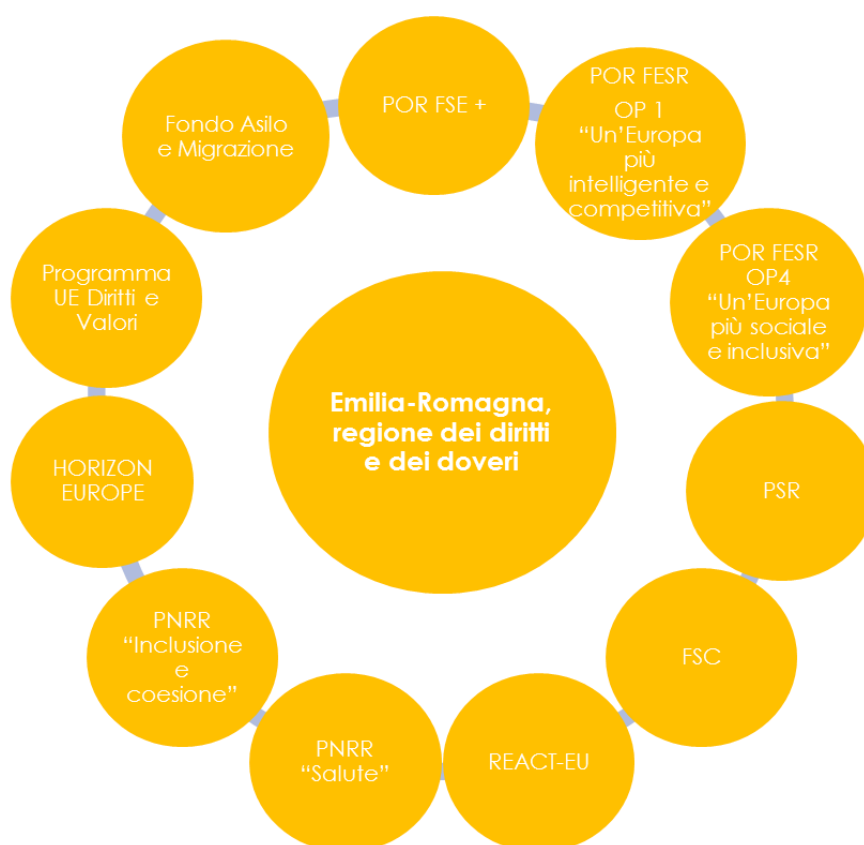 POR FSE +
POR FESR
OP 1
“Un’Europa
più
intelligente e
competitiva”
POR FESR
OP4
“Un’Europa
più sociale
e inclusiva”
PSR
FSC
REACT-EU
PNRR
“Salute”
PNRR
“Inclusione
e
coesione”
HORIZON
EUROPE
Programma
UE Diritti e
Valori
Fondo Asilo
e Migrazione
Emilia-Romagna,
regione dei diritti
e dei doveri